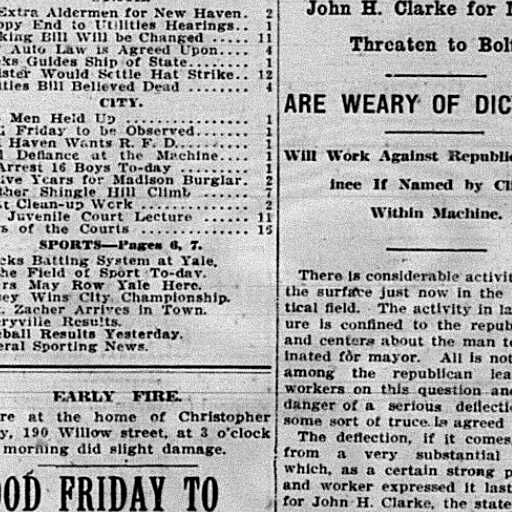 Extra Aldermen for New Haven. 2
ppy End to Utilities Hearings.. 1
king Bill Will be Changed ..... 11
Auto Law is Agreed Upon.... 4
ks Guides Ship of State....... 1
ister Would Settle Hat Strike.. 12
ities Bill Believed Dead ....... 4
CITY.
Men Held Up ............... 1
Friday to be Observed....... 1
Haven Wants R. F. D....... 1
Defiance at the Machine.... 1
Arrest 16 Boys To-day ....... 1
ive Years for Madison Burglar. 2
ther Shingle Hill Climb ...... 7
t Clean-up Work ............ 2
Juvenile Court Lecture ...... 11
s of the Courts ............. 15
SPORTS—Pages 6, 7.
cks Batting System at Yale.
he Field of Sport To-day.
rs May Row Yale Here.
ey Wins City Championship.
. Zacher Arrives in Town.
eryville Results.
eball Results Yesterday.
eral Sporting News.
EARLY FIRE.
re at the home of Christopher
y, 190 Willow street, at 3 o'clock
morning did slight damage.
OOD FRIDAY TO
John H. Clarke for
Threaten to Bol
ARE WEARY OF DIC
Will Work Against Republic
inee If Named by Cl
Within Machine.
There is considerable activit
the surface just now in the
tical field. The activity in la
ure is confined to the repub
and centers about the man to
inated for mayor. All is not
among the republican lea
workers on this question and
danger of a serious deflectio
some sort of truce is agreed
The deflection, if it comes
from a very substantial
which, as a certain strong p
and worker expressed it last
for John H. Clarke, the state